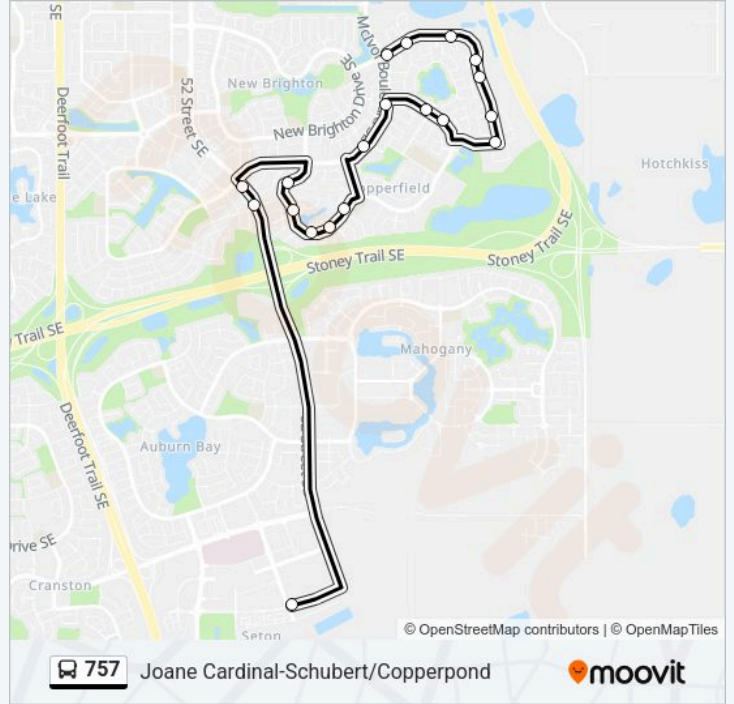 SE
McIvor Boule
New Brighton
New Brighton Drive SE
52 Street SE
Deerfoot Trail
Hotchkiss
e Lake
opperfield
Stoney Trail SE
Stoney Trail SE
y Trail SE
Mahogany
Deerfoot Trail SE
Auburn Bay
Drive SE
Cranston
Seton
© OpenStreetMap contributors | © OpenMapTiles
757 Joane Cardinal-Schubert/Copperpond moovit